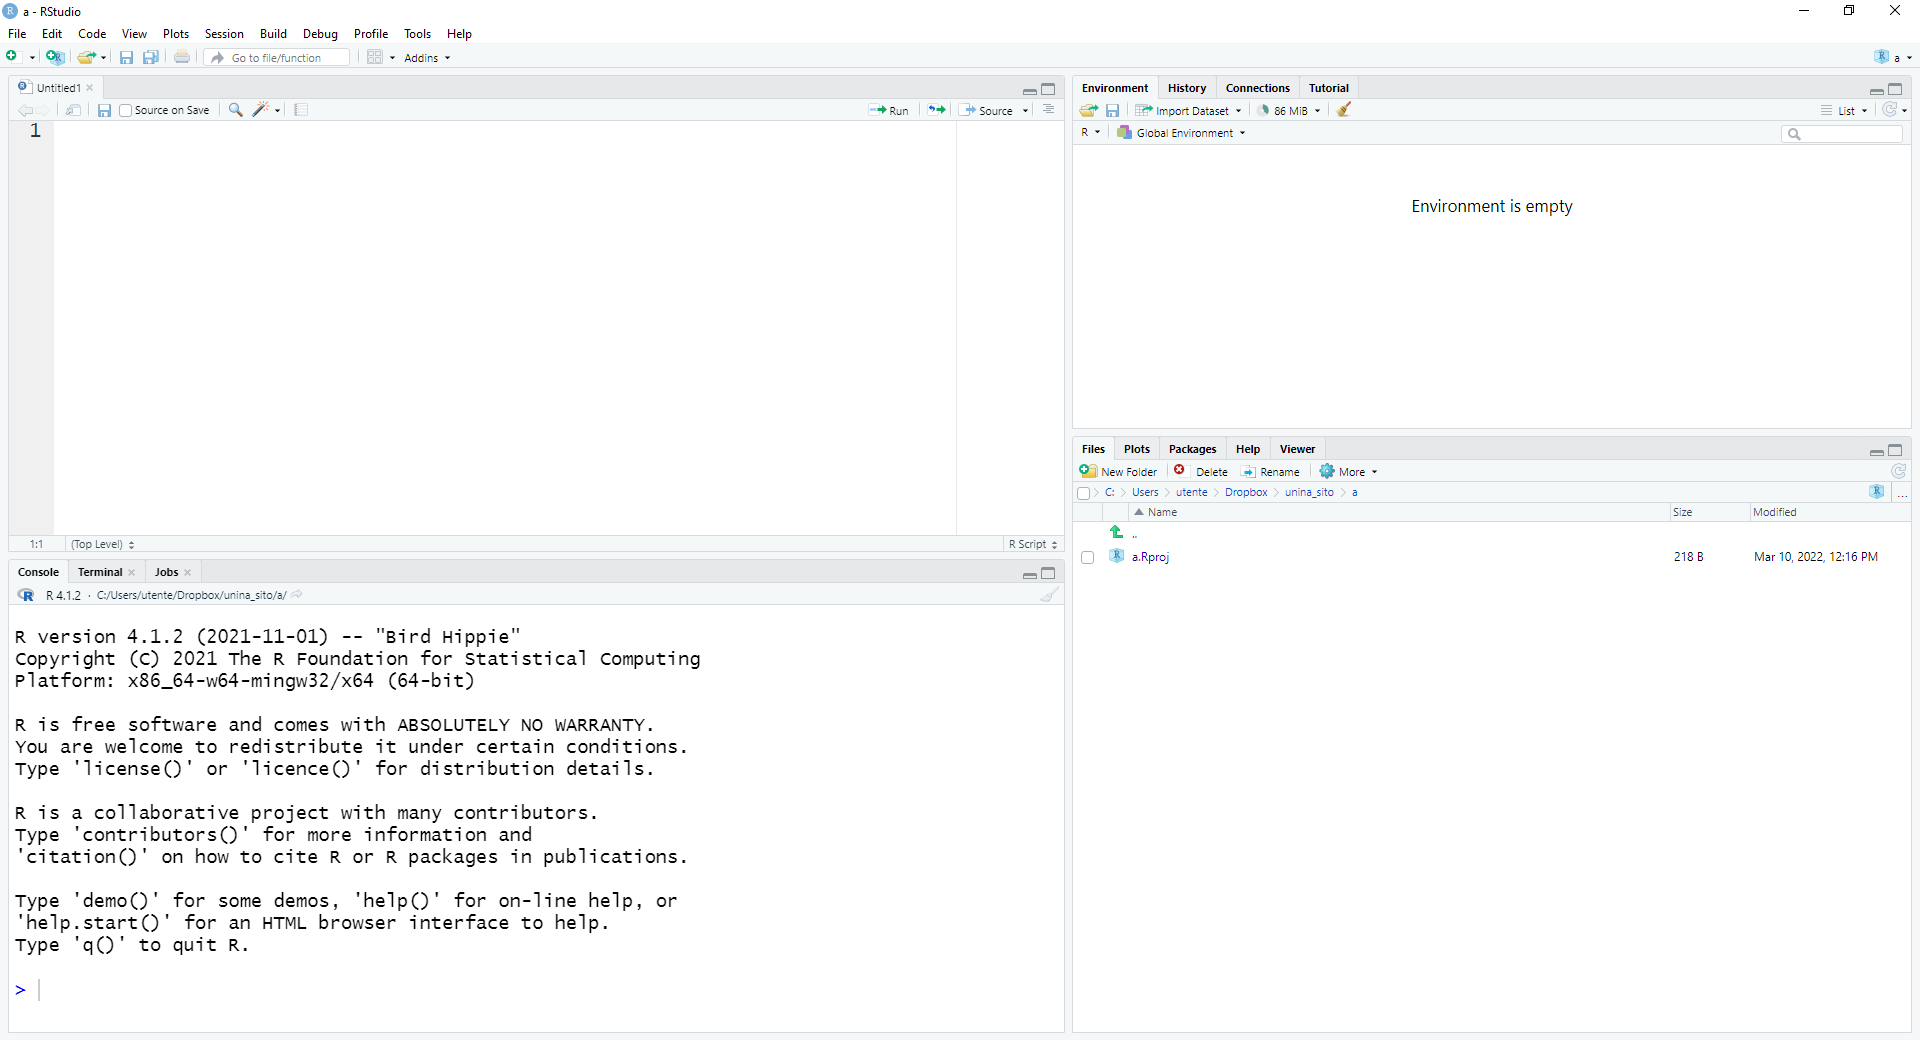 a - RStudio
File Edit Code View Plots Session Build Debug Profile Tools Help
Go to file/function Addins a
Untitled1
Source on Save Run Source
1
1:1 (Top Level) R Script
Console Terminal Jobs
R 4.1.2 · C:/Users/utente/Dropbox/unina_sito/a/
R version 4.1.2 (2021-11-01) -- "Bird Hippie"
Copyright (C) 2021 The R Foundation for Statistical Computing
Platform: x86_64-w64-mingw32/x64 (64-bit)
R is free software and comes with ABSOLUTELY NO WARRANTY.
You are welcome to redistribute it under certain conditions.
Type 'license()' or 'licence()' for distribution details.
R is a collaborative project with many contributors.
Type 'contributors()' for more information and
'citation()' on how to cite R or R packages in publications.
Type 'demo()' for some demos, 'help()' for on-line help, or
'help.start()' for an HTML browser interface to help.
Type 'q()' to quit R.
>
Environment History Connections Tutorial
Import Dataset 86 MiB List
R Global Environment
Environment is empty
Files Plots Packages Help Viewer
New Folder Delete Rename More
C: Users utente Dropbox unina_sito a ...
Name Size Modified
..
a.Rproj 218 B Mar 10, 2022, 12:16 PM